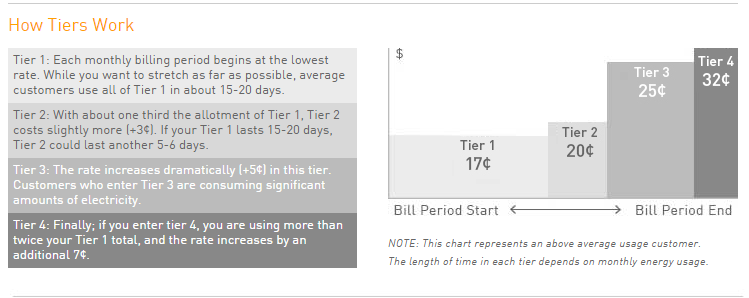 How Tiers Work
Tier 1: Each monthly billing period begins at the lowest
rate. While you want to stretch as far as possible, average
customers use all of Tier 1 in about 15-20 days.
Tier 2: With about one third the allotment of Tier 1, Tier 2
costs slightly more (+3¢). If your Tier 1 lasts 15-20 days,
Tier 2 could last another 5-6 days.
Tier 3: The rate increases dramatically (+5¢) in this tier.
Customers who enter Tier 3 are consuming significant
amounts of electricity.
Tier 4: Finally; if you enter tier 4, you are using more than
twice your Tier 1 total, and the rate increases by an
additional 7¢.
$
Tier 1
17¢
Tier 2
20¢
Tier 3
25¢
Tier 4
32¢
Bill Period Start
Bill Period End
NOTE: This chart represents an above average usage customer.
The length of time in each tier depends on monthly energy usage.